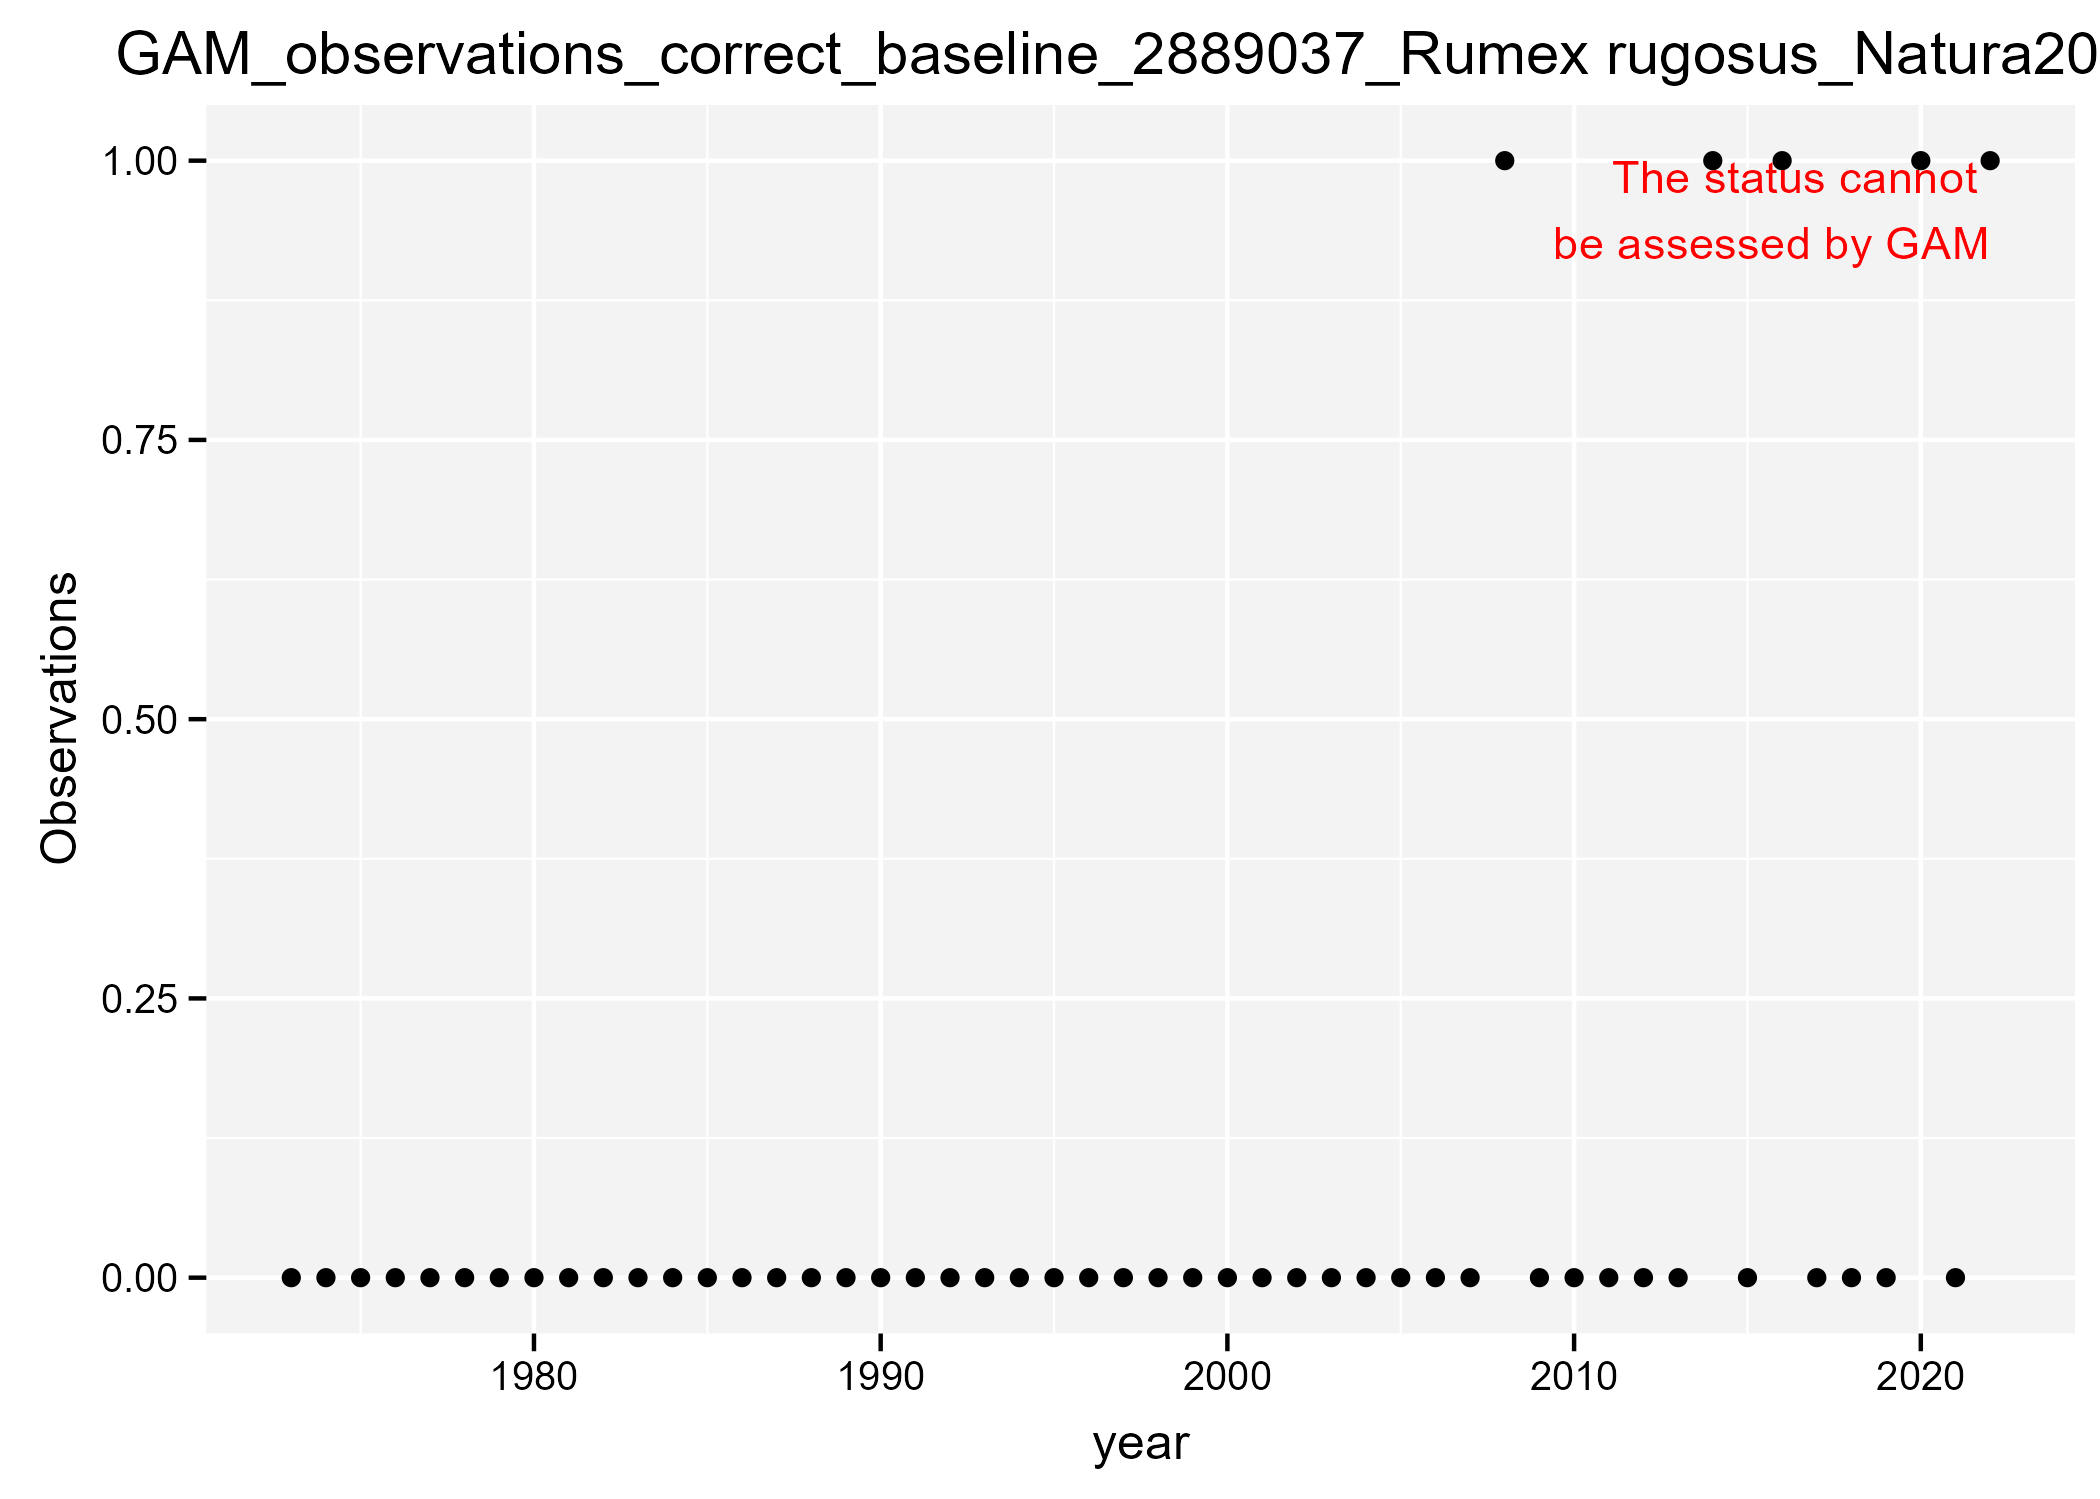 GAM_observations_correct_baseline_2889037_Rumex rugosus_Natura20
1.00
The status cannot
be assessed by GAM
0.75
Observations
0.50
0.25
0.00
1980 1990 2000 2010 2020
year